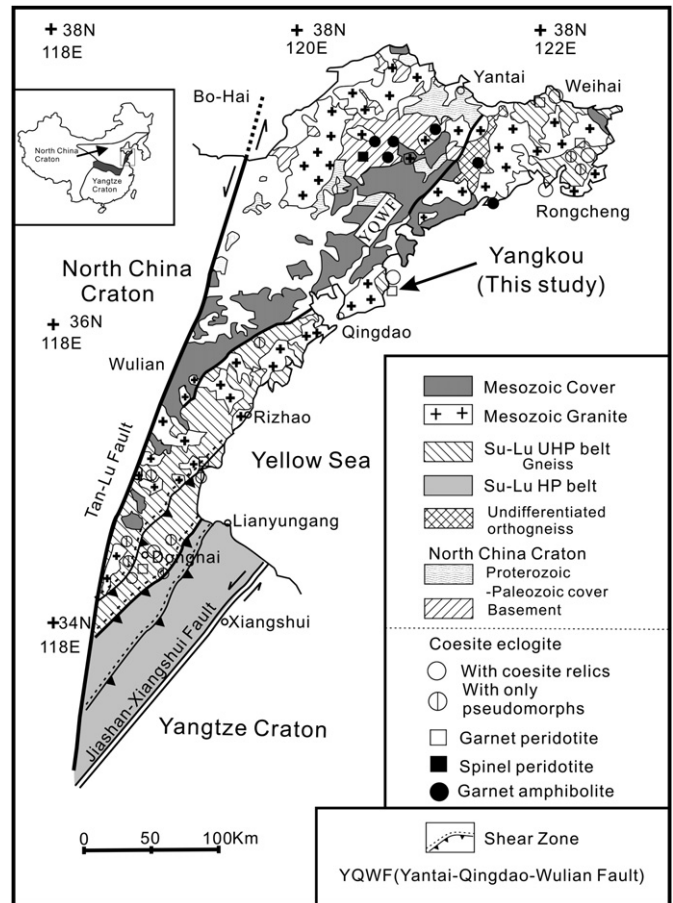 38N
118E
38N
120E
38N
122E
Yantai
Weihai
Bo-Hai
North China
Craton
Yangtze
Craton
YQWF
Rongcheng
North China
Craton
Yangkou
(This study)
36N
118E
Qingdao
Wulian
Mesozoic Cover
Mesozoic Granite
Su-Lu UHP belt
Gneiss
Su-Lu HP belt
Undifferentiated
orthogneiss
North China Craton
Proterozoic
-Paleozoic cover
Basement
Rizhao
Tan-Lu Fault
Yellow Sea
Lianyungang
Donghai
34N
118E
Xiangshui
Jiashan-Xiangshui Fault
Yangtze Craton
Coesite eclogite
With coesite relics
With only
pseudomorphs
Garnet peridotite
Spinel peridotite
Garnet amphibolite
0 50 100Km
Shear Zone
YQWF(Yantai-Qingdao-Wulian Fault)